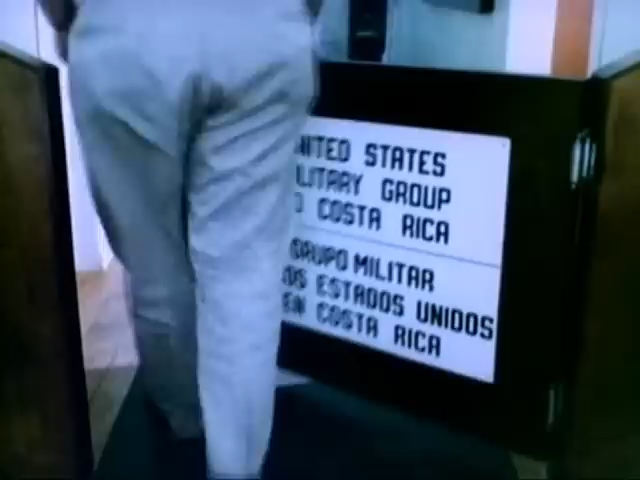 NITED STATES
LITARY GROUP
O COSTA RICA
GRUPO MILITAR
OS ESTADOS UNIDOS
EN COSTA RICA